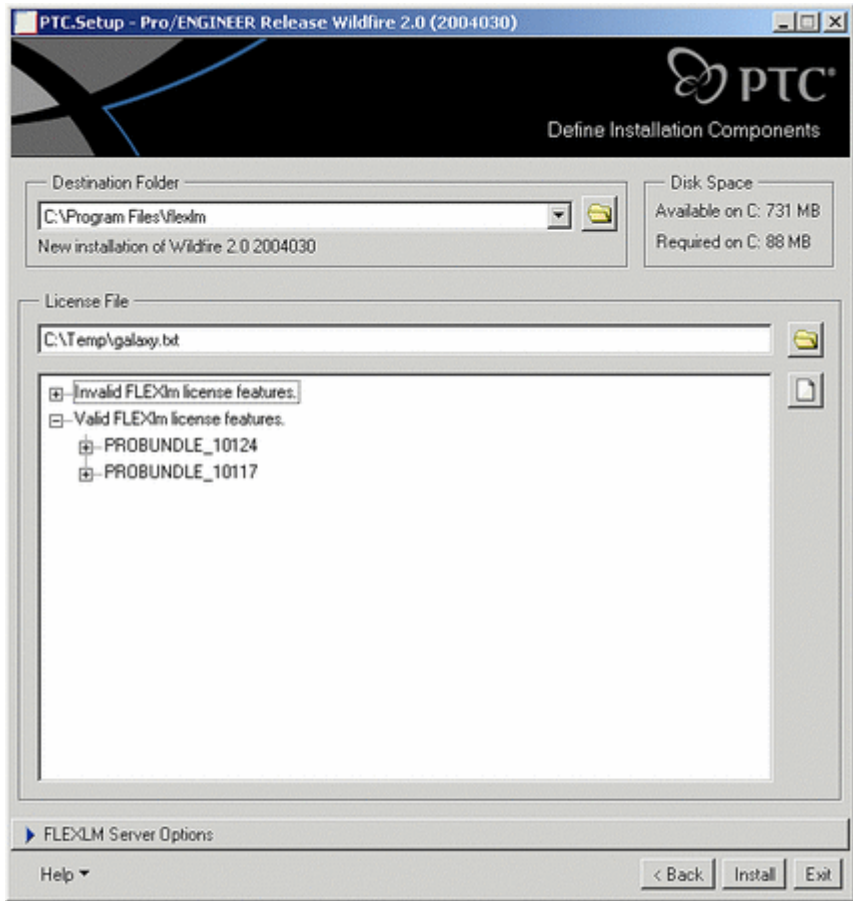 PTC.Setup - Pro/ENGINEER Release Wildfire 2.0 (2004030)
PTC®
Define Installation Components
Destination Folder
C:\Program Files\flexlm
New installation of Wildfire 2.0 2004030
Disk Space
Available on C: 731 MB
Required on C: 88 MB
License File
C:\Temp\galaxy.txt
Invalid FLEXlm license features.
Valid FLEXlm license features.
PROBUNDLE_10124
PROBUNDLE_10117
FLEXLM Server Options
Help
< Back Install Exit